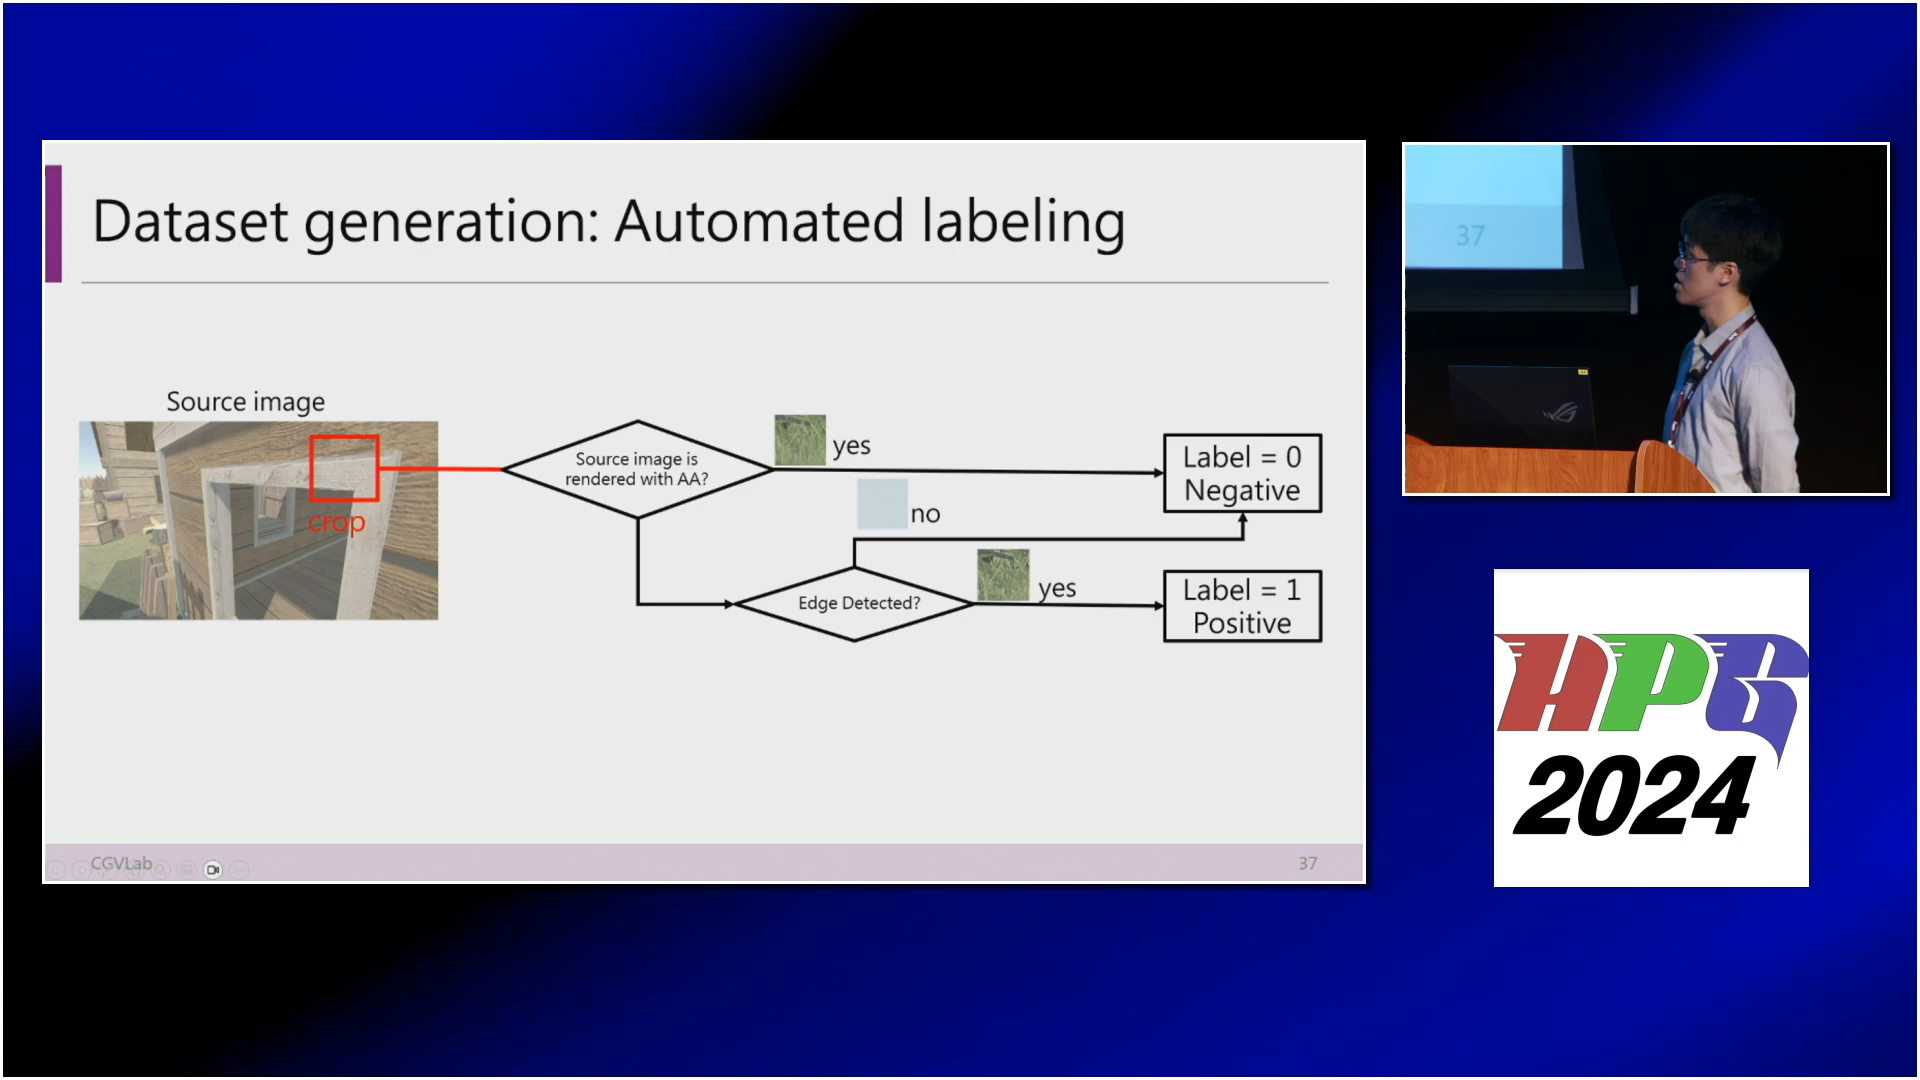 Dataset generation: Automated labeling
Source image
crop
Source image is
rendered with AA?
yes
no
Edge Detected?
yes
Label = 0
Negative
Label = 1
Positive
CGVLab
37
37
HPG
2024